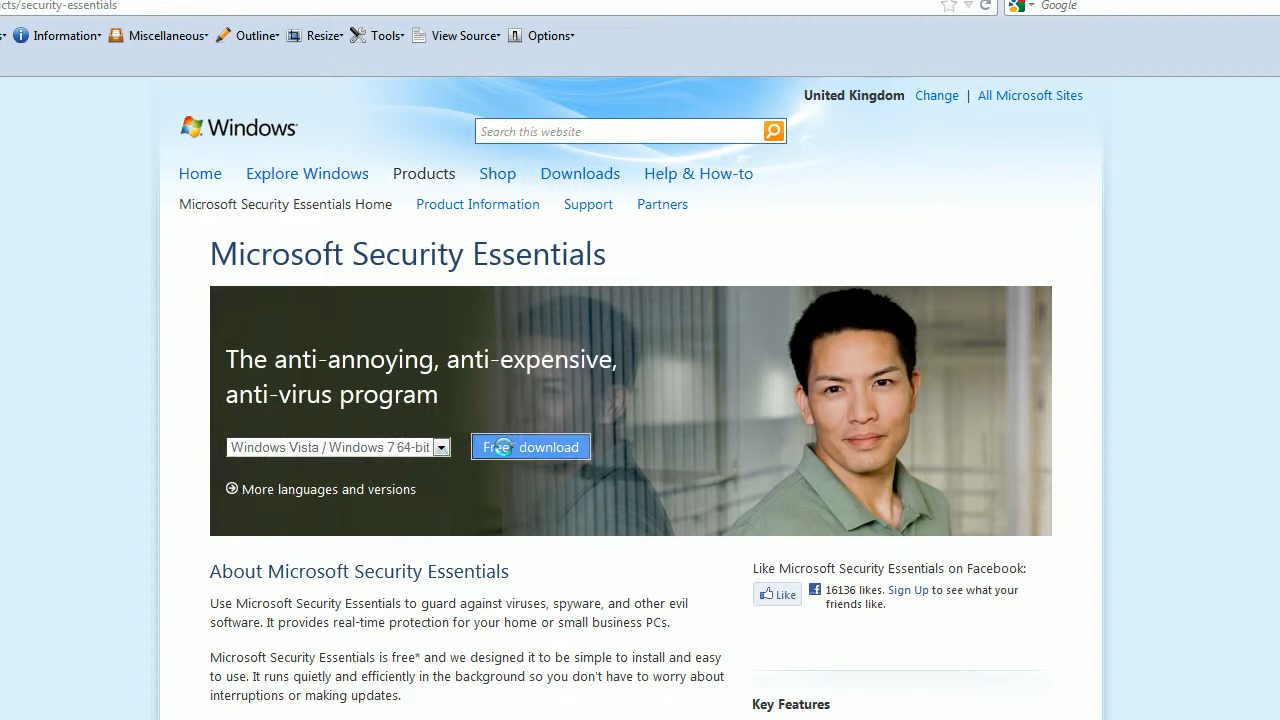 cts/security-essentials
Google
Information
Miscellaneous
Outline
Resize
Tools
View Source
Options
United Kingdom Change | All Microsoft Sites
Windows
Search this website
Home Explore Windows Products Shop Downloads Help & How-to
Microsoft Security Essentials Home Product Information Support Partners
Microsoft Security Essentials
The anti-annoying, anti-expensive,
anti-virus program
Windows Vista / Windows 7 64-bit
Free download
More languages and versions
About Microsoft Security Essentials
Use Microsoft Security Essentials to guard against viruses, spyware, and other evil
software. It provides real-time protection for your home or small business PCs.
Microsoft Security Essentials is free* and we designed it to be simple to install and easy
to use. It runs quietly and efficiently in the background so you don't have to worry about
interruptions or making updates.
Like Microsoft Security Essentials on Facebook:
Like
16136 likes. Sign Up to see what your
friends like.
Key Features